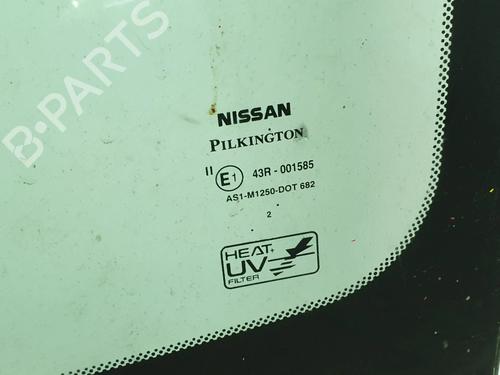 B-PARTS
NISSAN
PILKINGTON
II E1 43R - 001585
AS1-M1250-DOT 682
2
HEAT
UV
FILTER